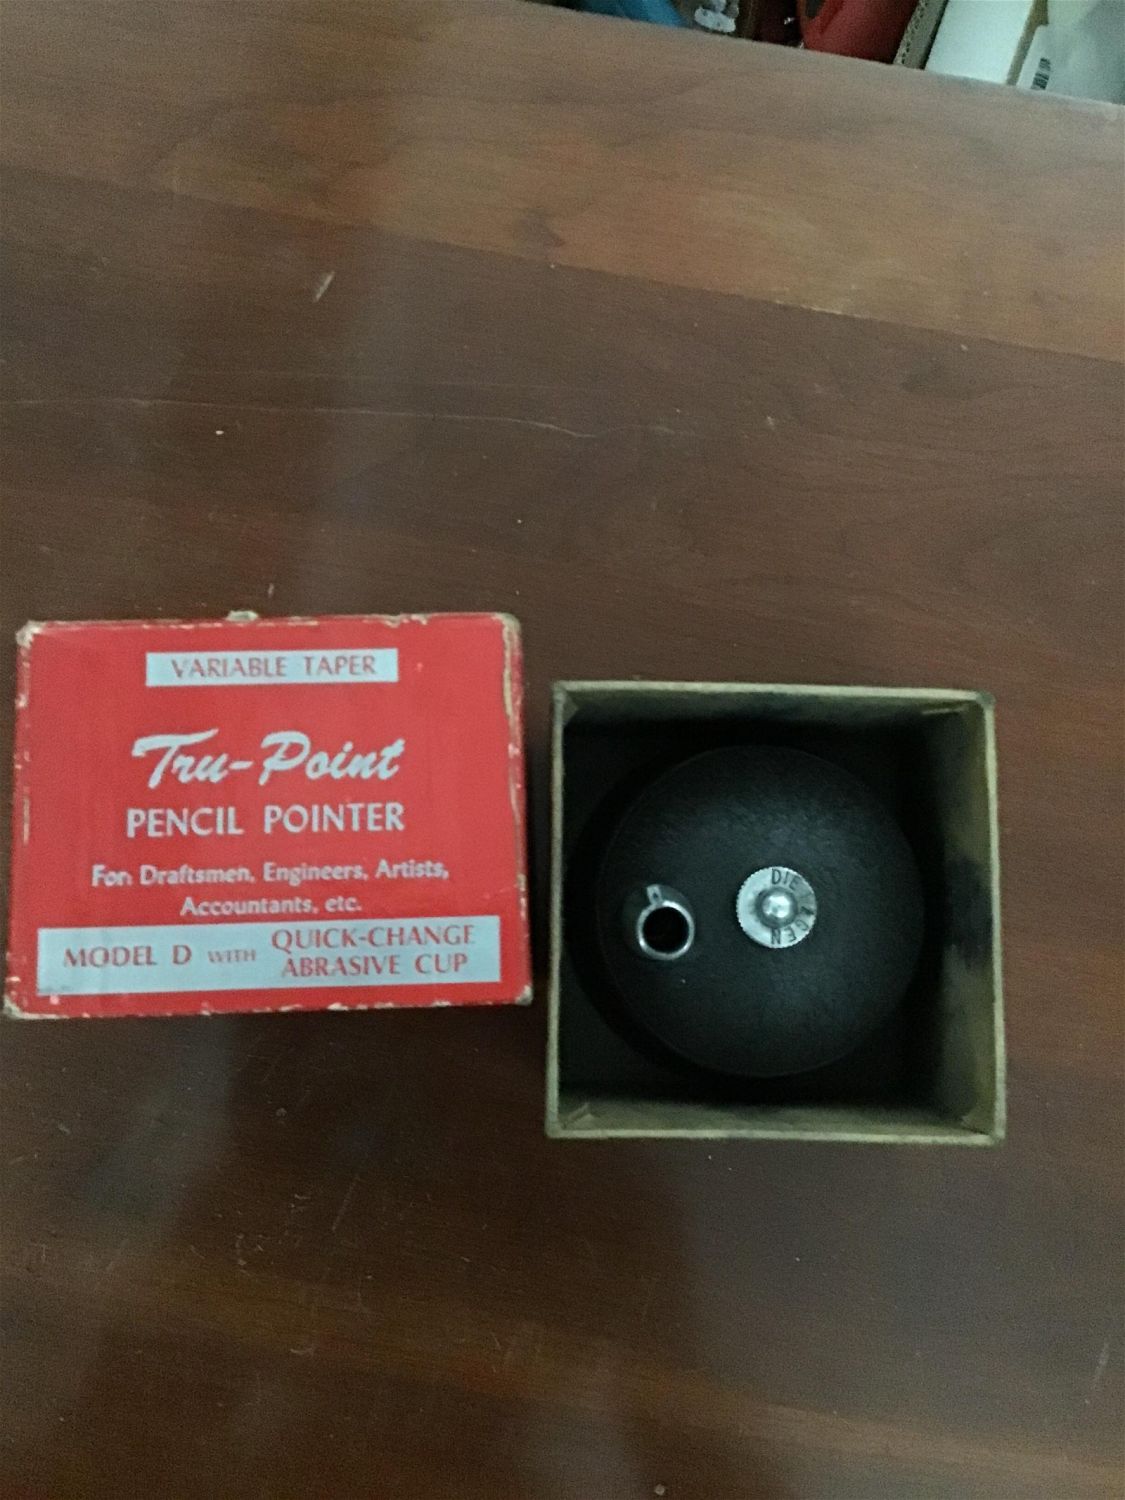 VARIABLE TAPER
Tru-Point
PENCIL POINTER
For Draftsmen, Engineers, Artists,
Accountants, etc.
MODEL D WITH QUICK-CHANGE
ABRASIVE CUP